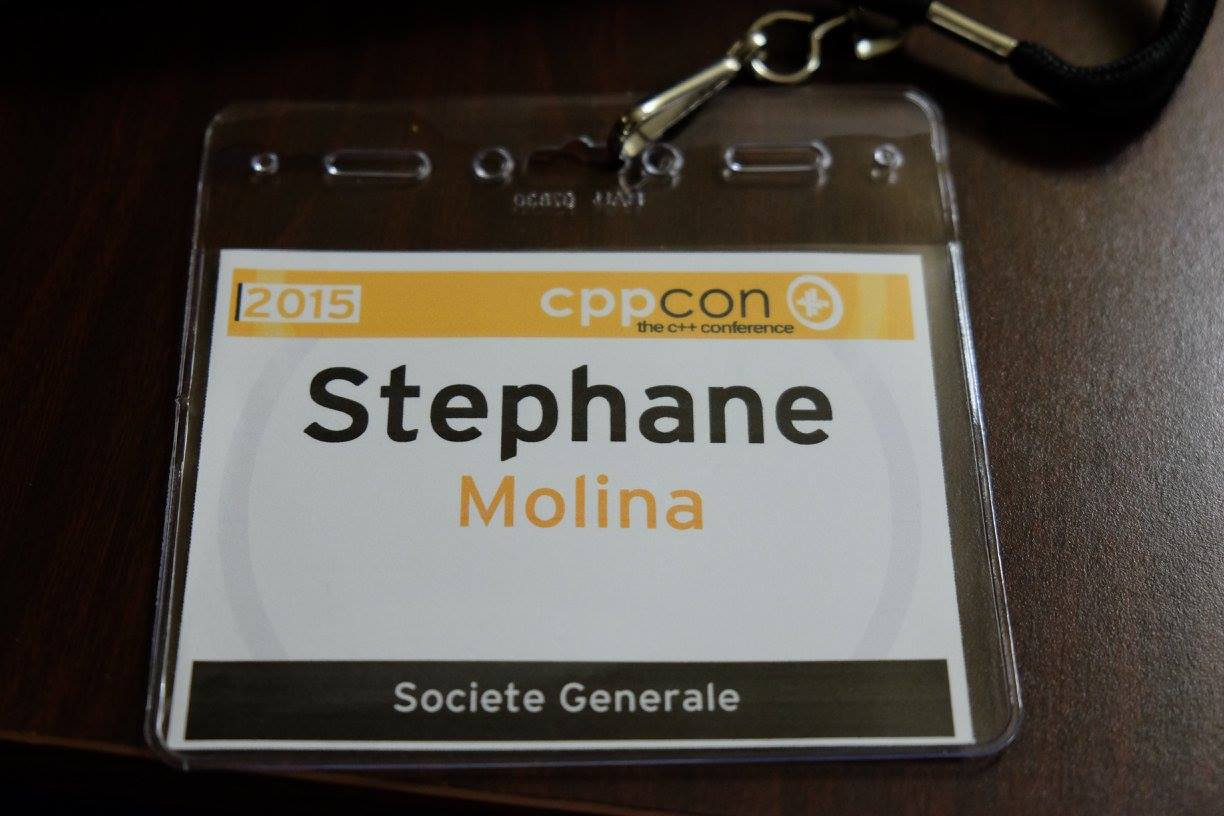 2015
cppcon
the c++ conference
Stephane
Molina
Societe Generale